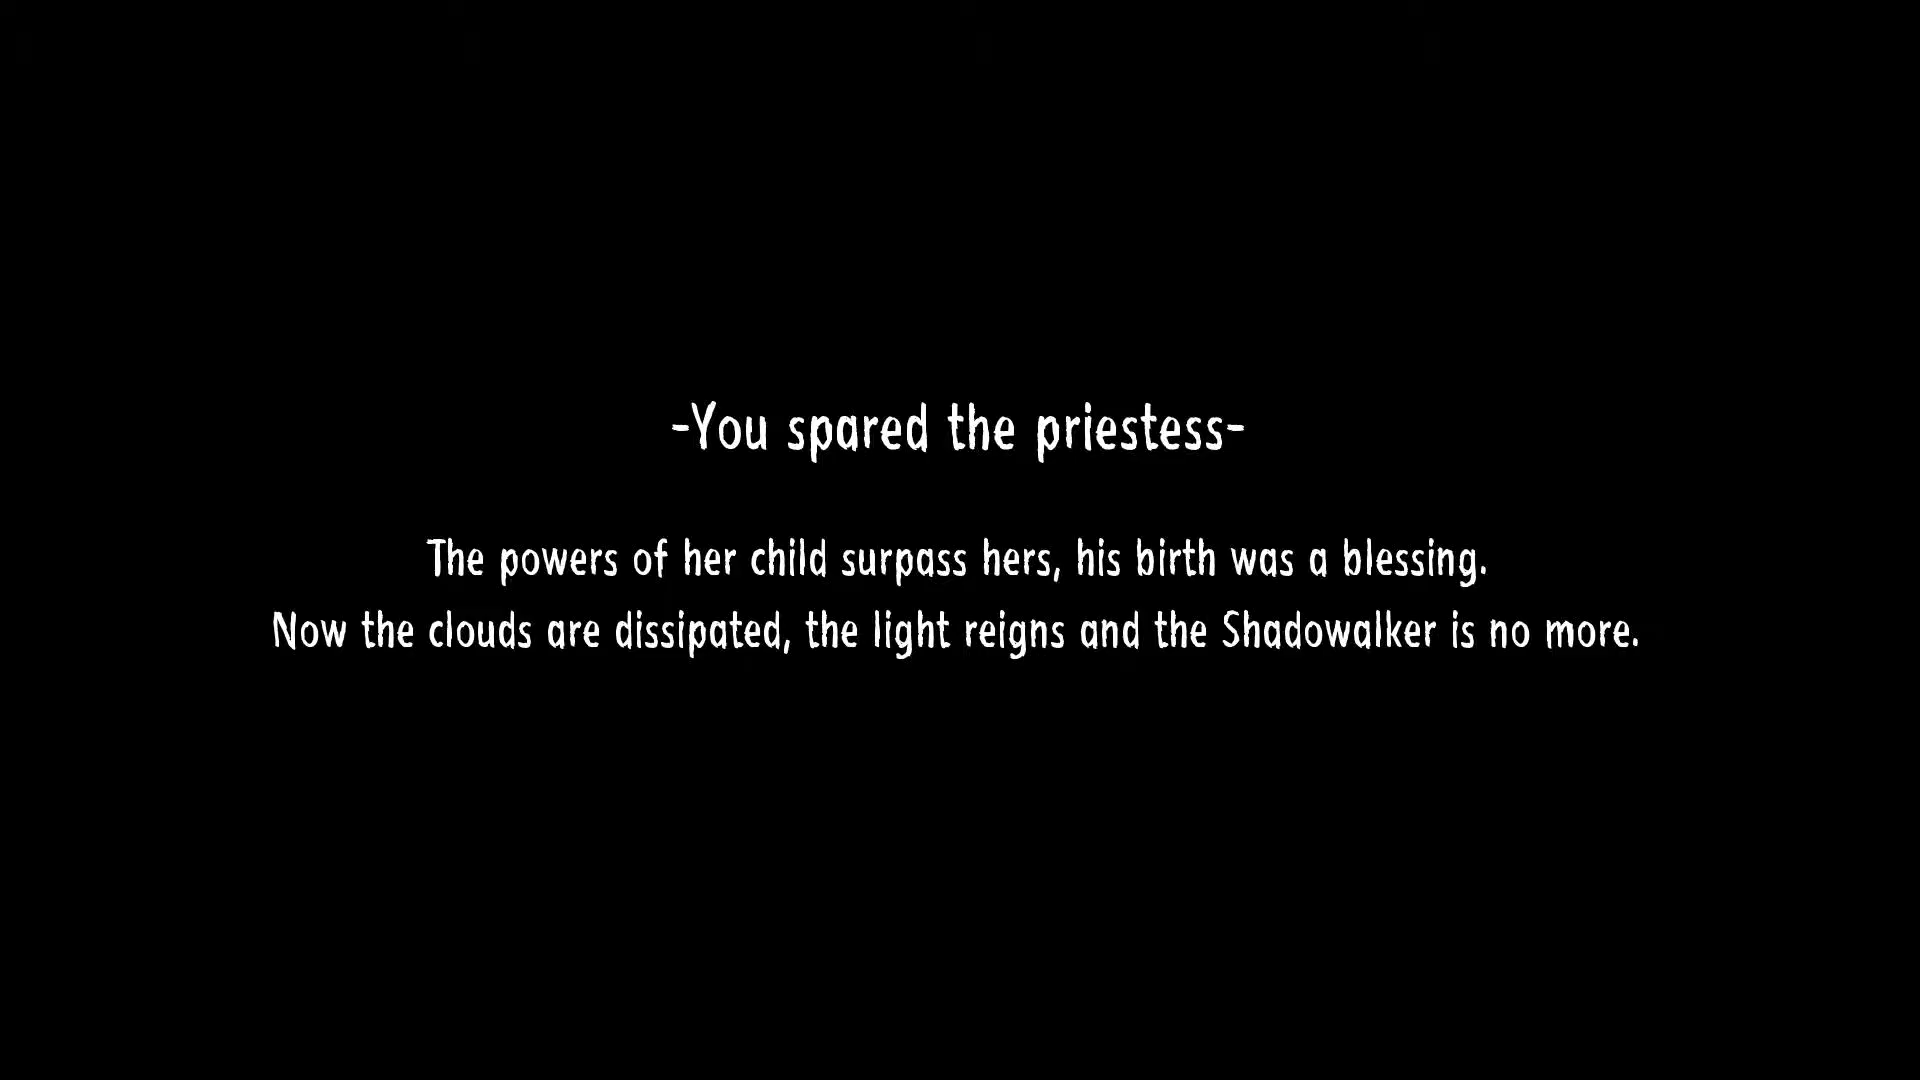 -You spared the priestess-
The powers of her child surpass hers, his birth was a blessing.
Now the clouds are dissipated, the light reigns and the Shadowalker is no more.